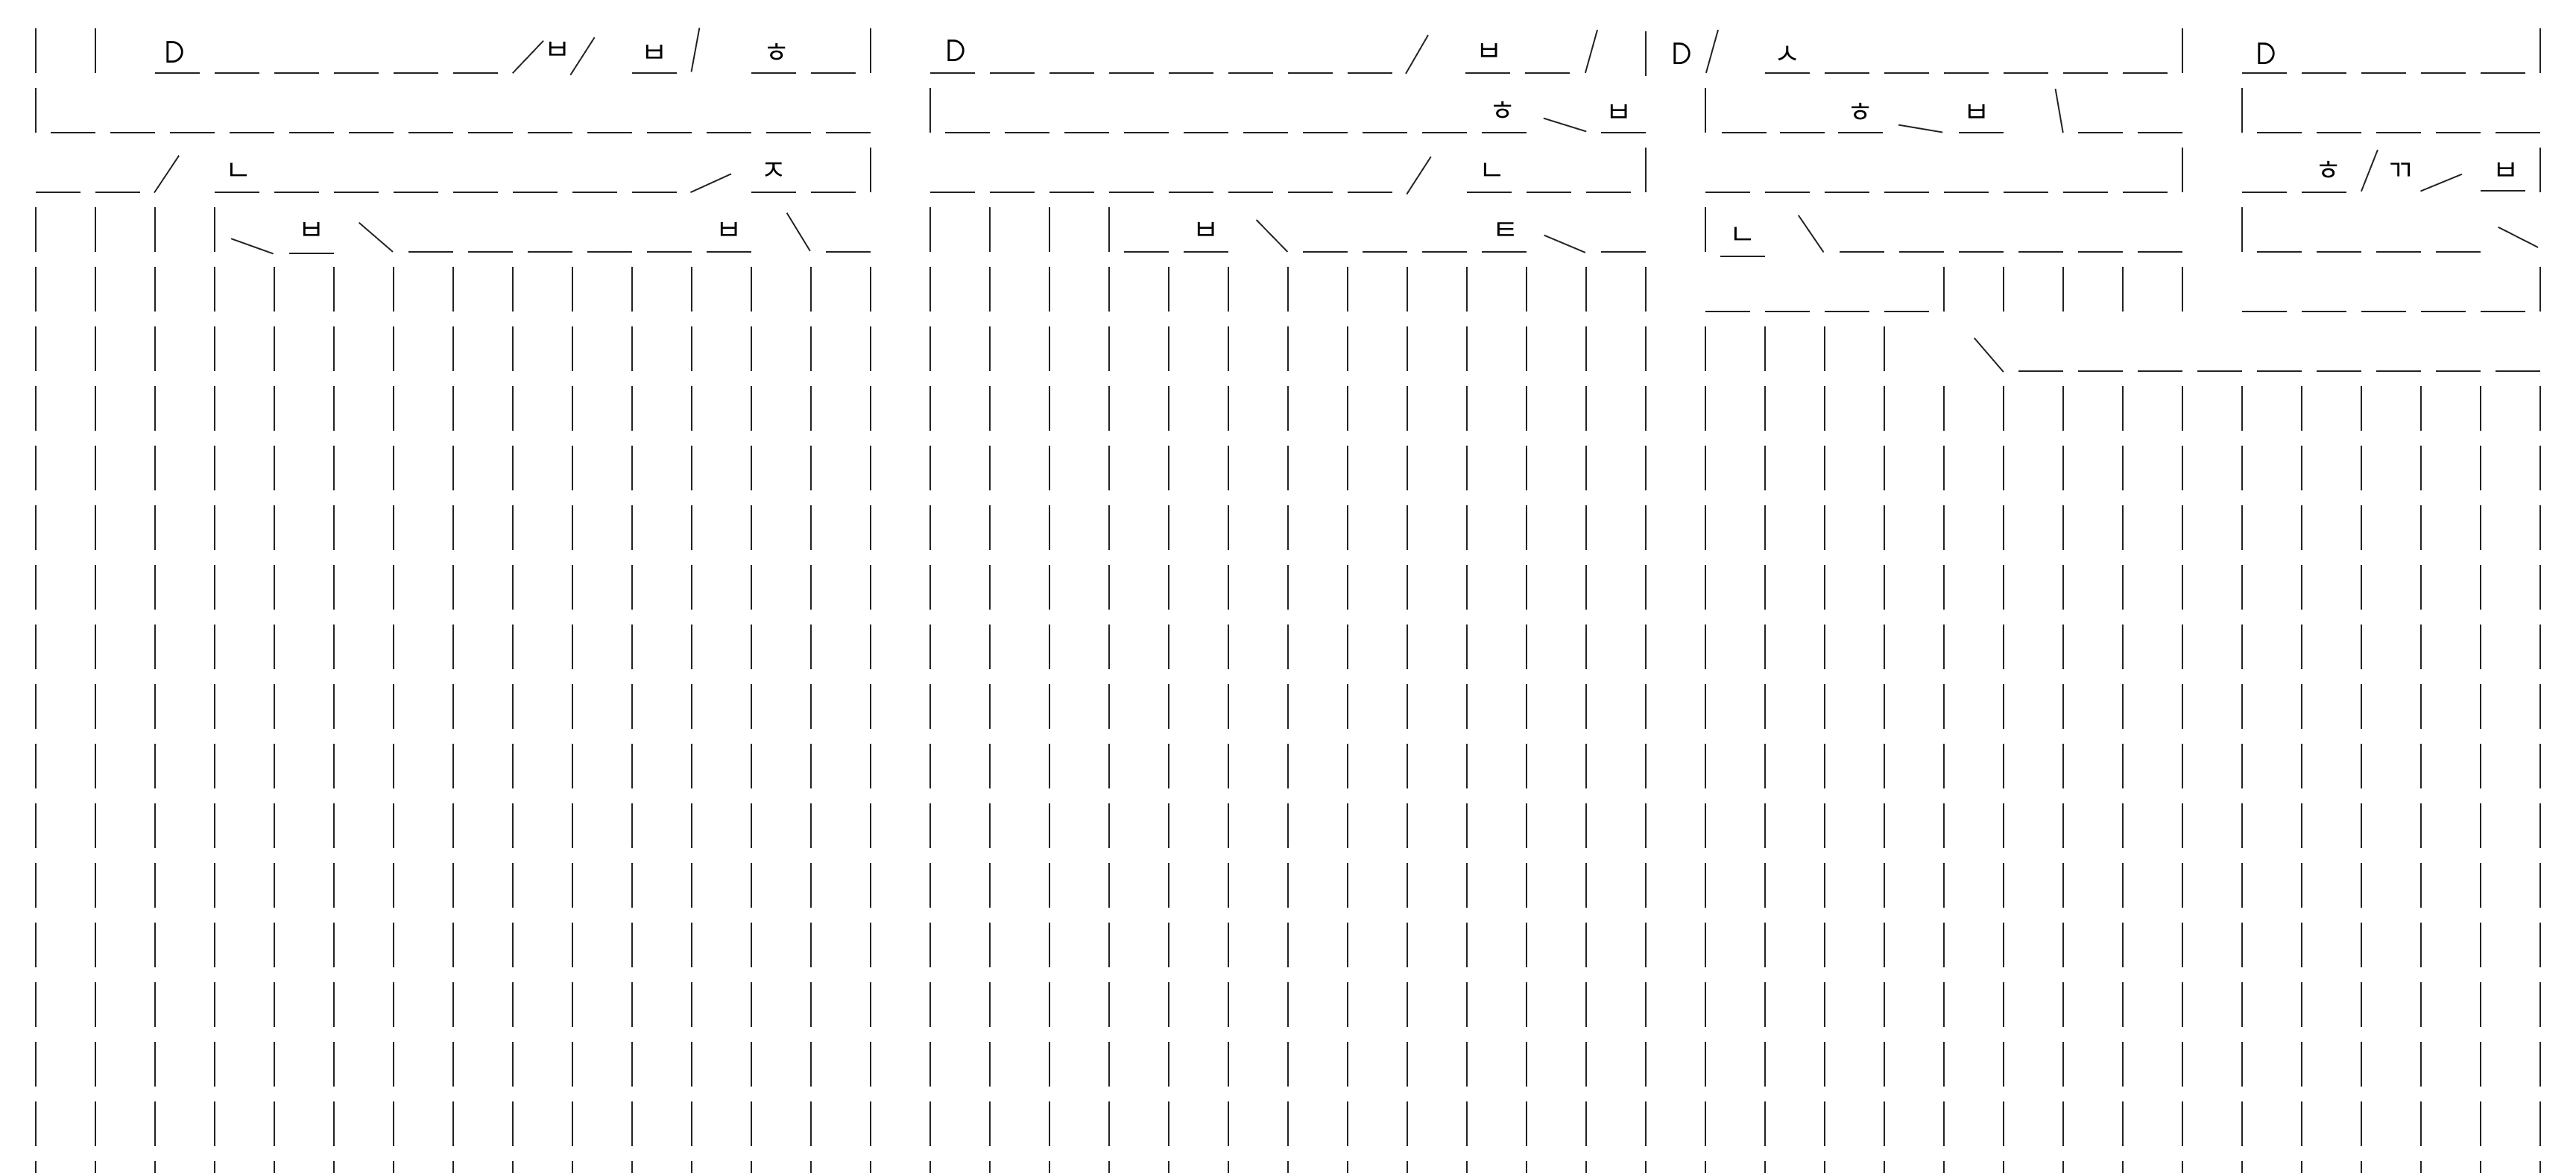 D ㅂ ㅂ ㅎ D ㅂ D ㅅ D
ㅎ ㅂ ㅎ ㅂ
ㄴ ㅈ ㄴ ㅎ ㄲ ㅂ
ㅂ ㅂ ㅂ ㅌ ㄴ